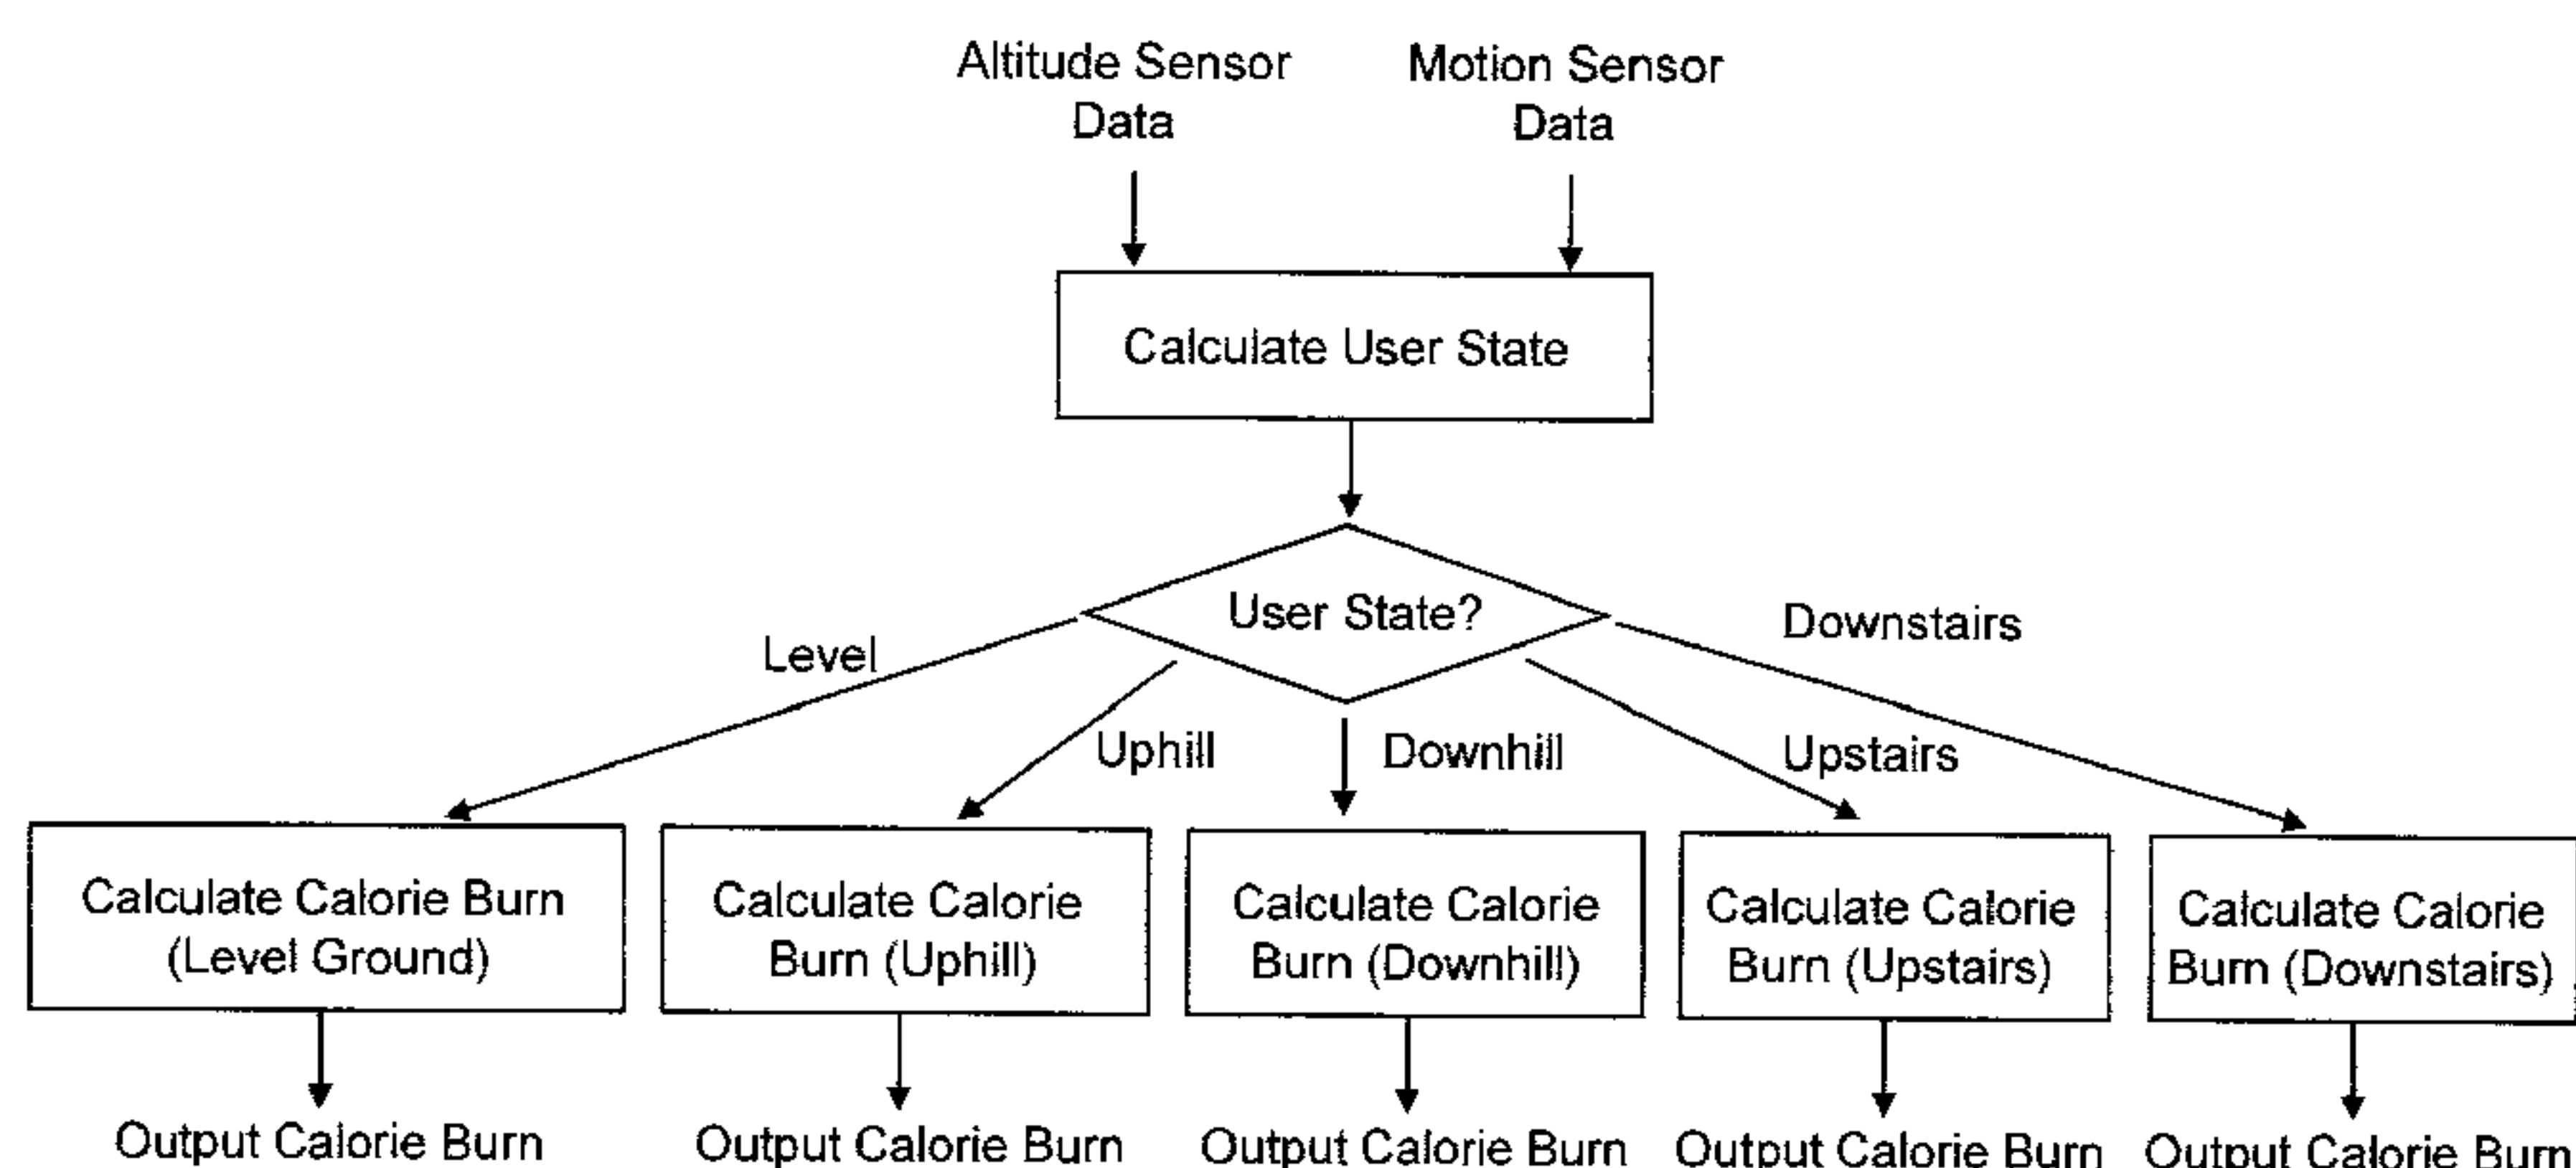 Altitude Sensor
Data
Motion Sensor
Data
Calculate User State
User State?
Level
Uphill
Downhill
Upstairs
Downstairs
Calculate Calorie Burn
(Level Ground)
Calculate Calorie
Burn (Uphill)
Calculate Calorie
Burn (Downhill)
Calculate Calorie
Burn (Upstairs)
Calculate Calorie
Burn (Downstairs)
Output Calorie Burn
Output Calorie Burn
Output Calorie Burn
Output Calorie Burn
Output Calorie Burn